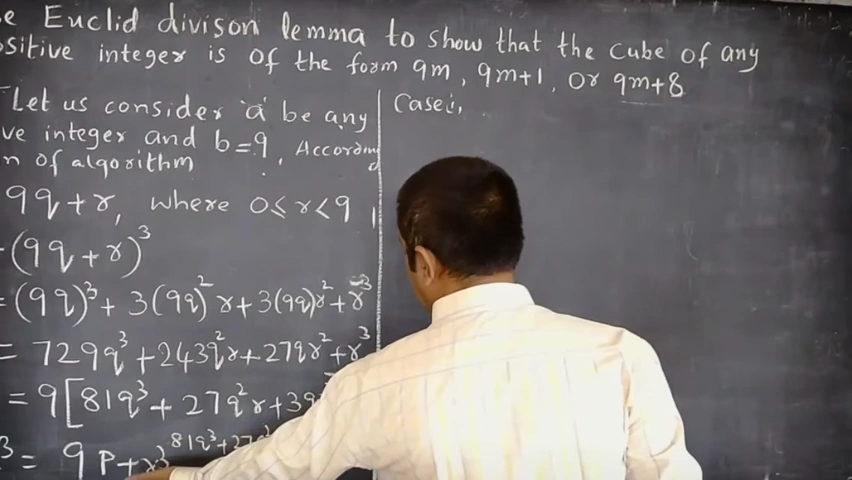 e Euclid divison lemma to show that the cube of any
ositive integer is of the form 9m, 9m+1, or 9m+8
Let us consider 'a' be any
ve integer and b=9, Accordin
n of algorithm
9q+r, where 0≤r<9
(9q+r)³
= (9q)³ + 3(9q)²r + 3(9q)r² + r³
= 729q³ + 243q²r + 27qr² + r³
= 9[81q³ + 27q²r + 3q
³ = 9P + r³ 81q³+27q²
Case i,